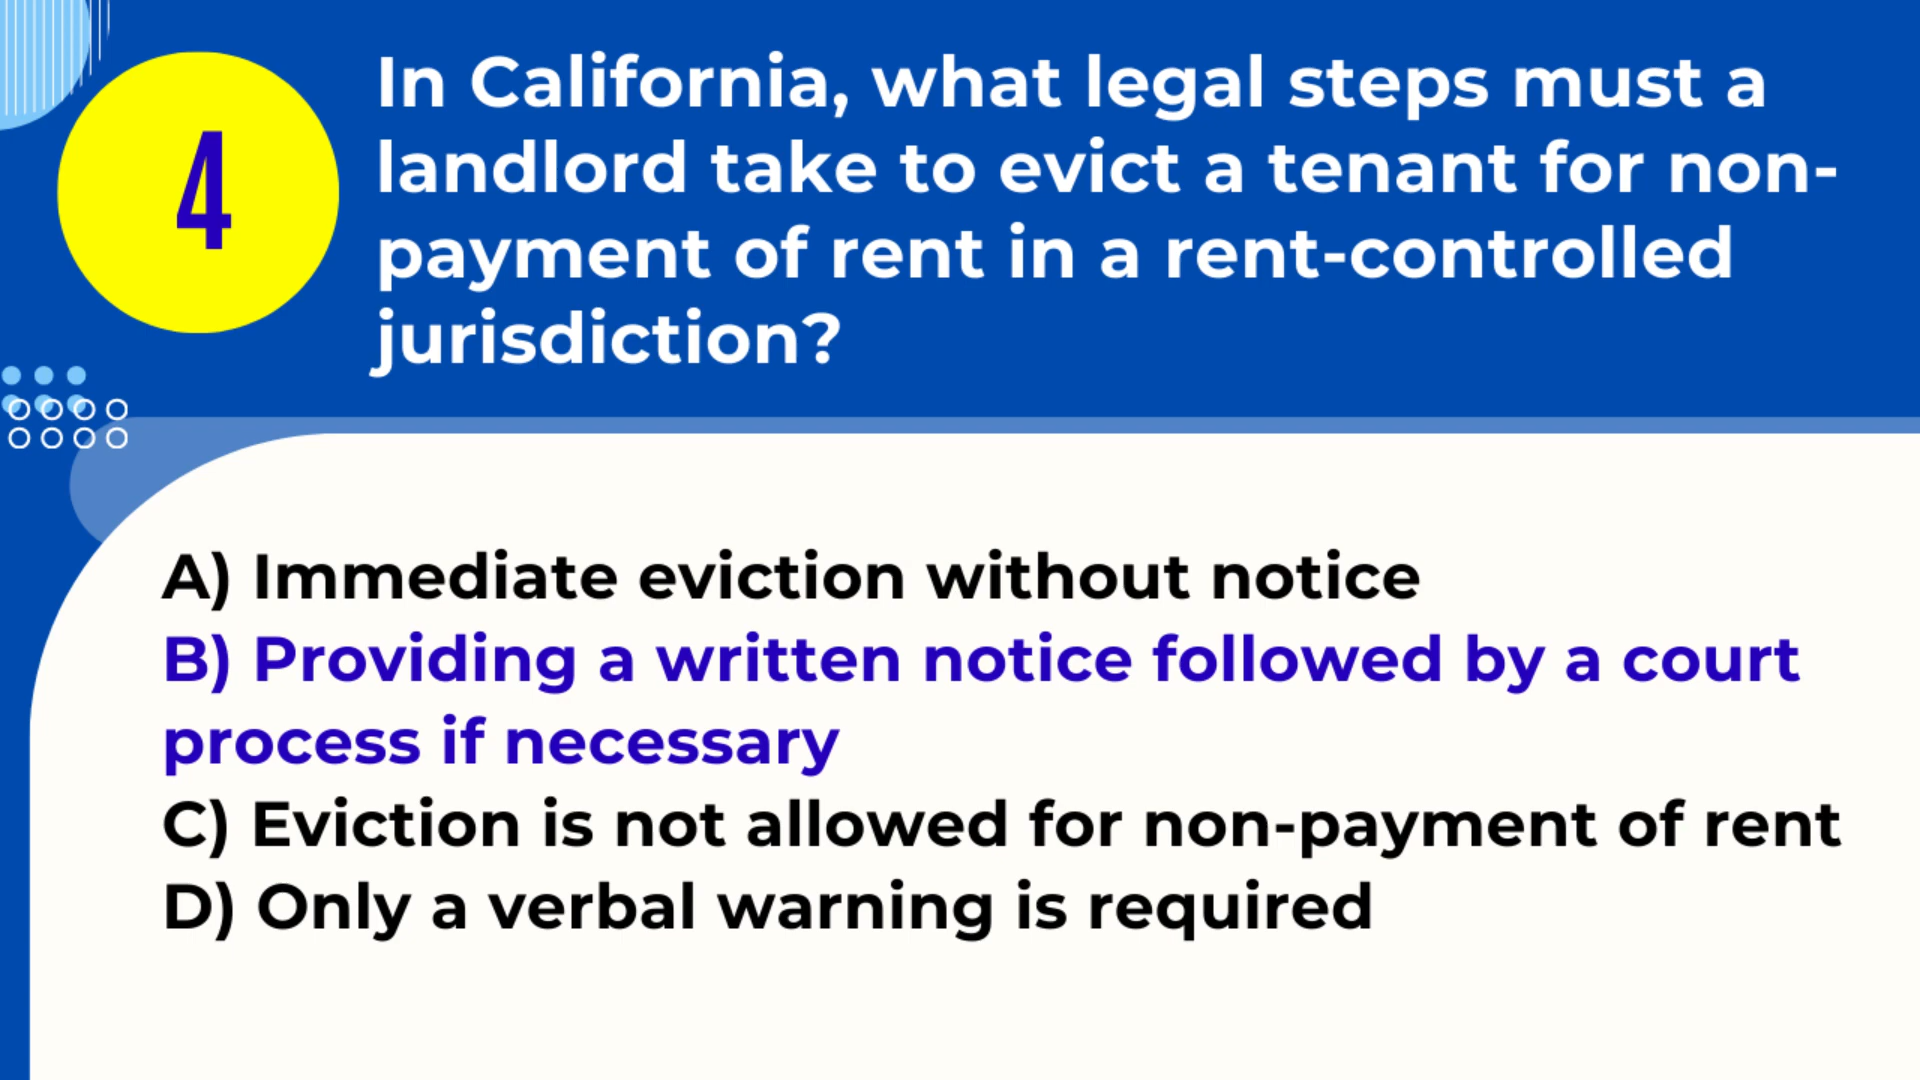 4
In California, what legal steps must a
landlord take to evict a tenant for non-
payment of rent in a rent-controlled
jurisdiction?
A) Immediate eviction without notice
B) Providing a written notice followed by a court
process if necessary
C) Eviction is not allowed for non-payment of rent
D) Only a verbal warning is required